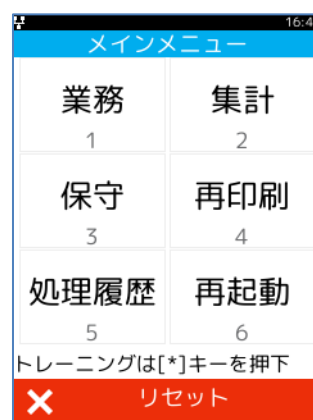 16:4
メインメニュー
業務 集計
1 2
保守 再印刷
3 4
処理履歴 再起動
5 6
トレーニングは[*]キーを押下
リセット